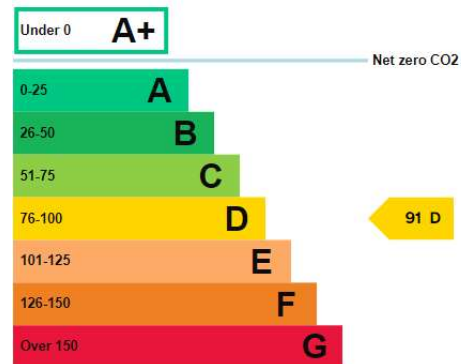 Under 0 A+
Net zero CO2
0-25 A
26-50 B
51-75 C
76-100 D
91 D
101-125 E
126-150 F
Over 150 G